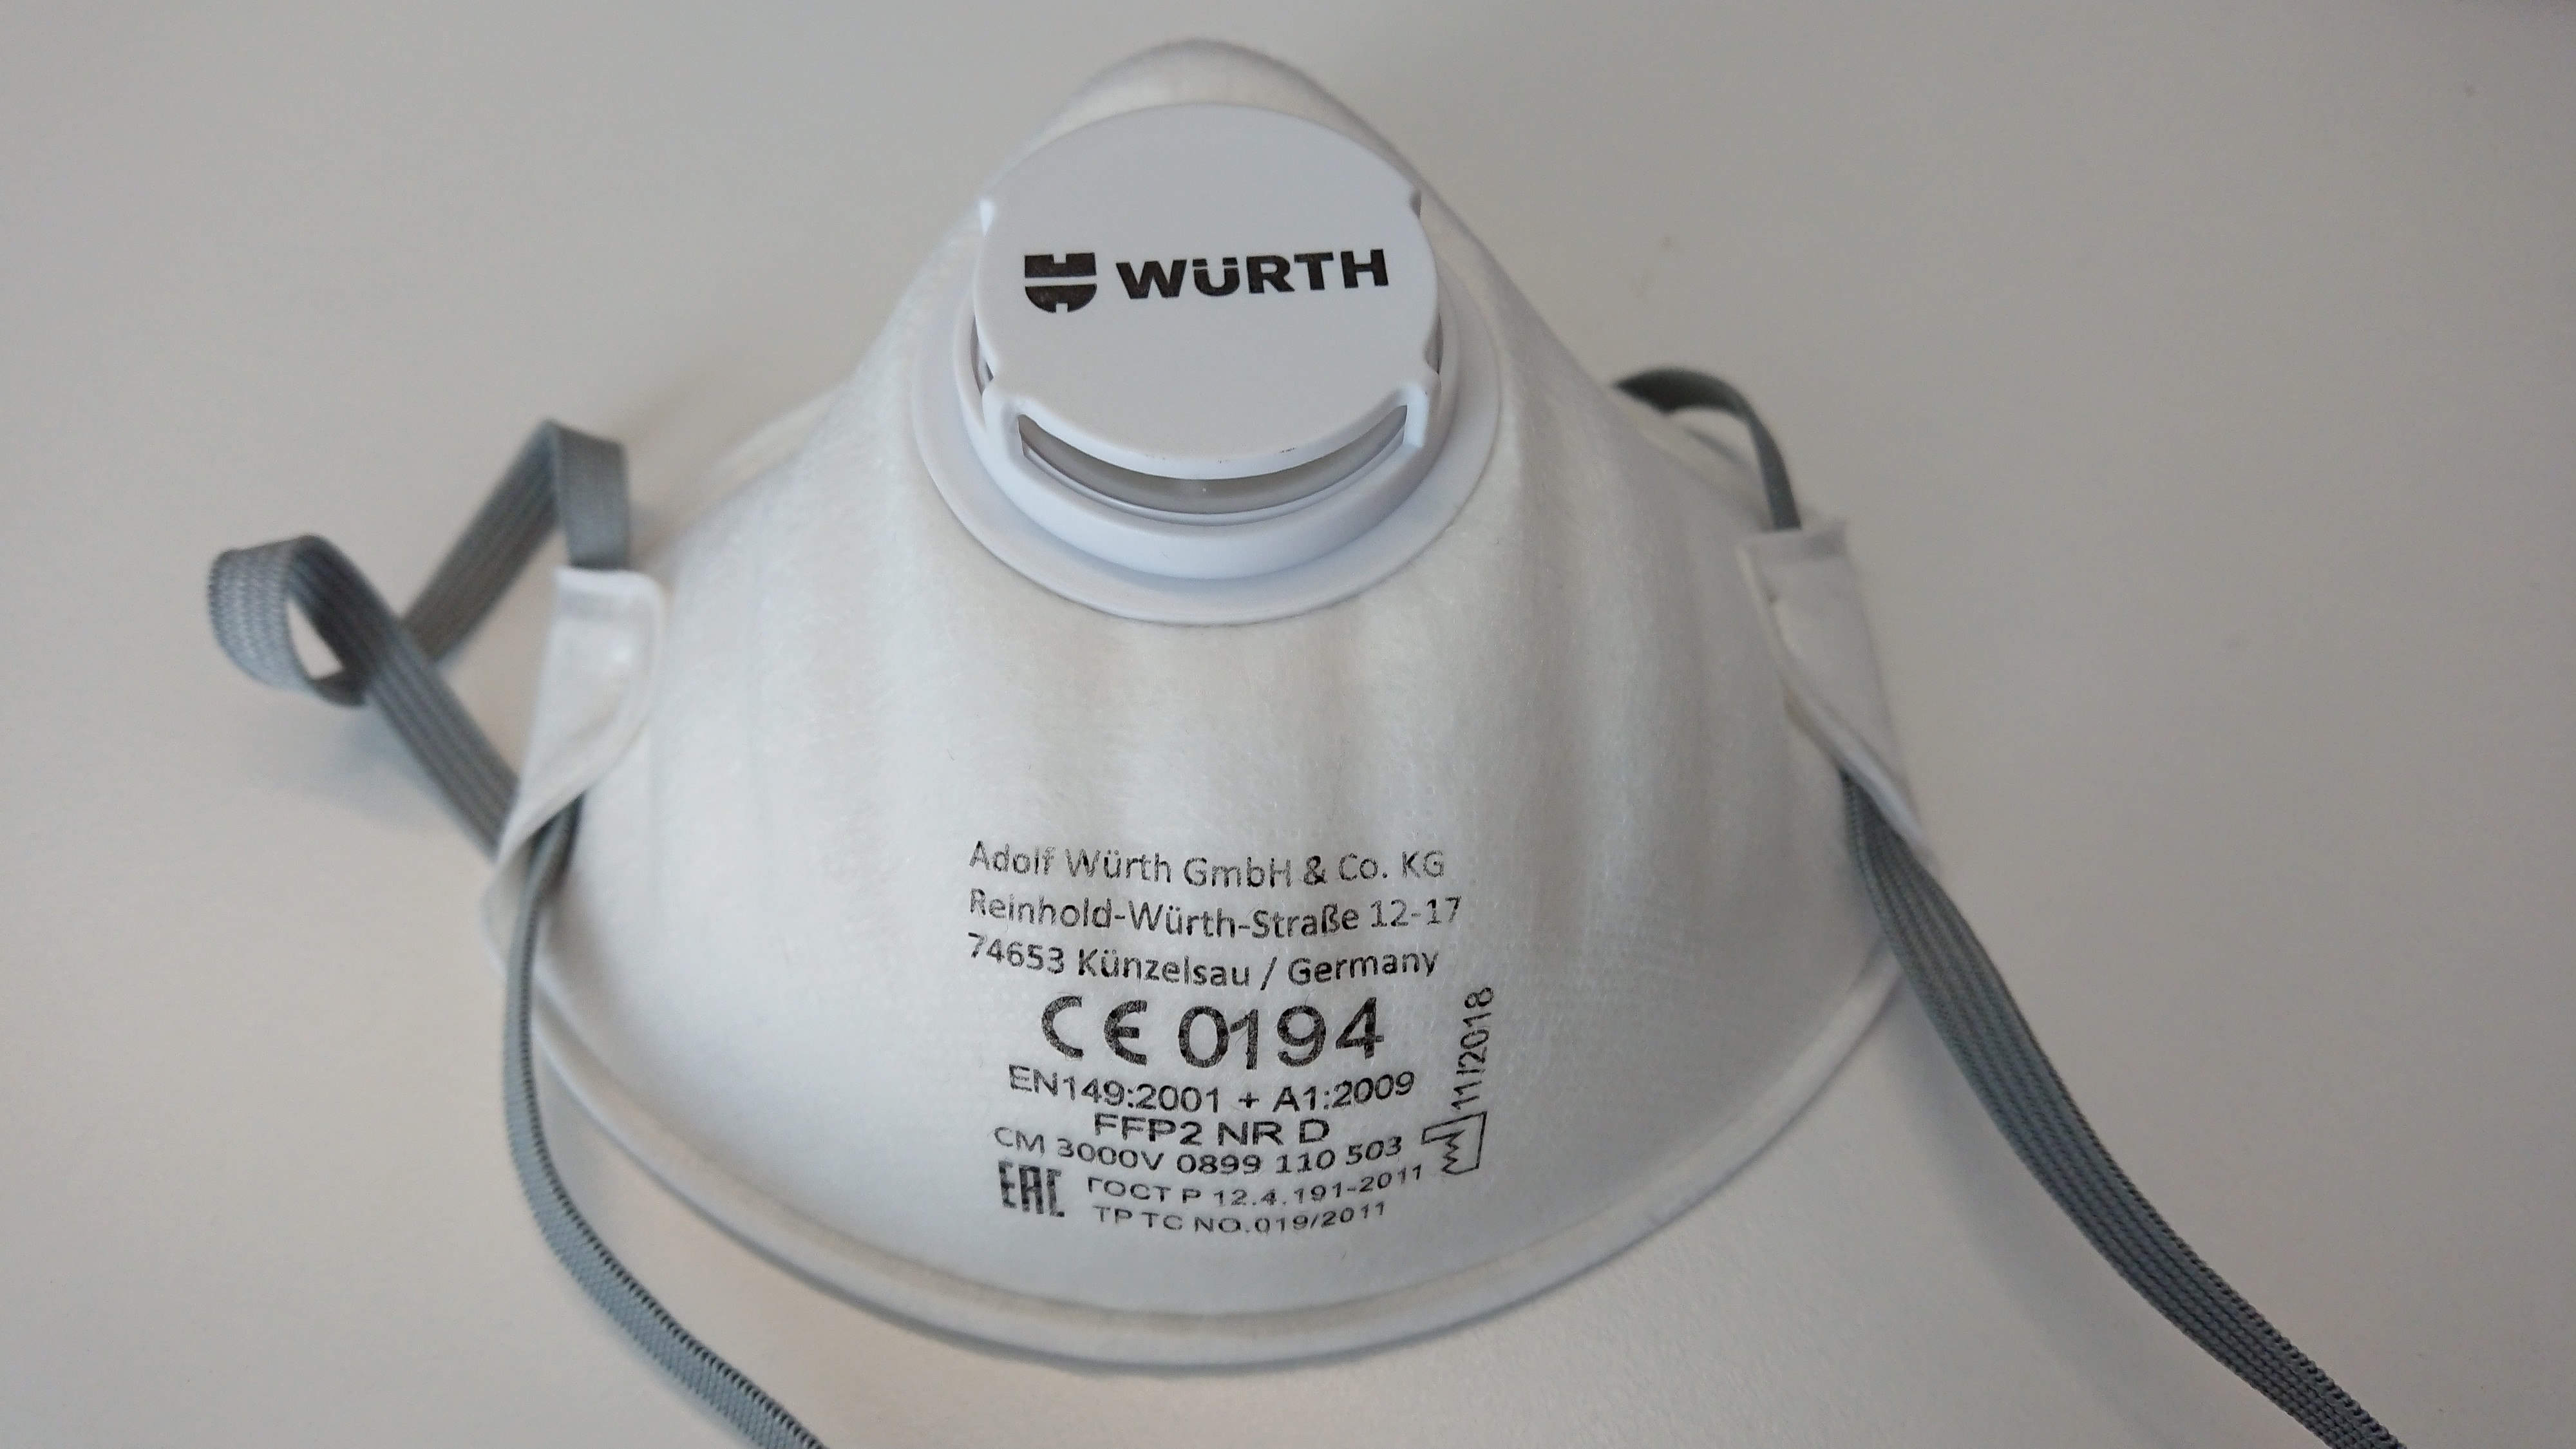 WÜRTH
Adolf Würth GmbH & Co. KG
Reinhold-Würth-Straße 12-17
74653 Künzelsau / Germany
CE 0194
EN149:2001 + A1:2009
FFP2 NR D
CM 3000V 0899 110 503
EAC ГОСТ Р 12.4.191-2011
ТР ТС NO.019/2011
11/2018